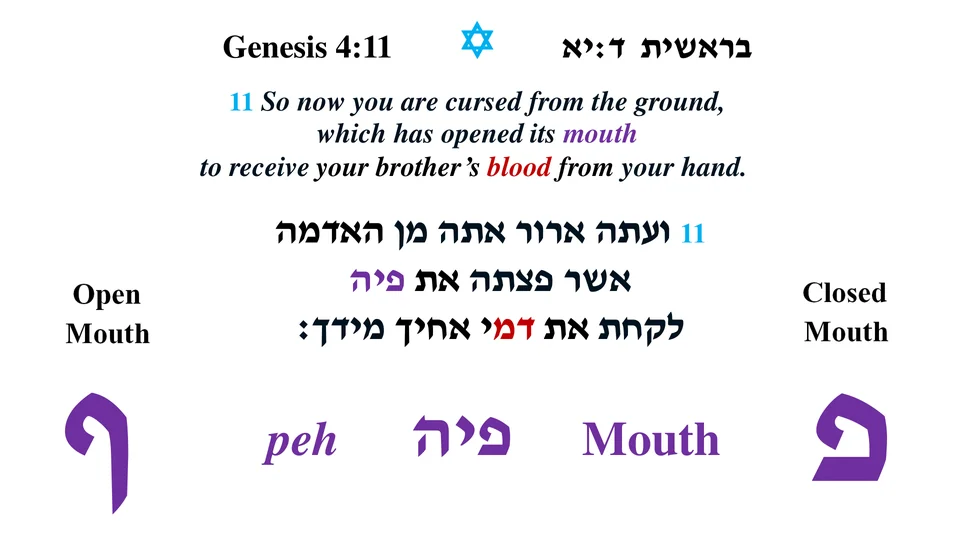 Genesis 4:11 ✡ בראשית ד:יא
11 So now you are cursed from the ground,
which has opened its mouth
to receive your brother’s blood from your hand.
11 ועתה ארור אתה מן האדמה
אשר פצתה את פיה
לקחת את דמי אחיך מידך:
Open
Mouth
Closed
Mouth
ף
peh פיה Mouth
פ